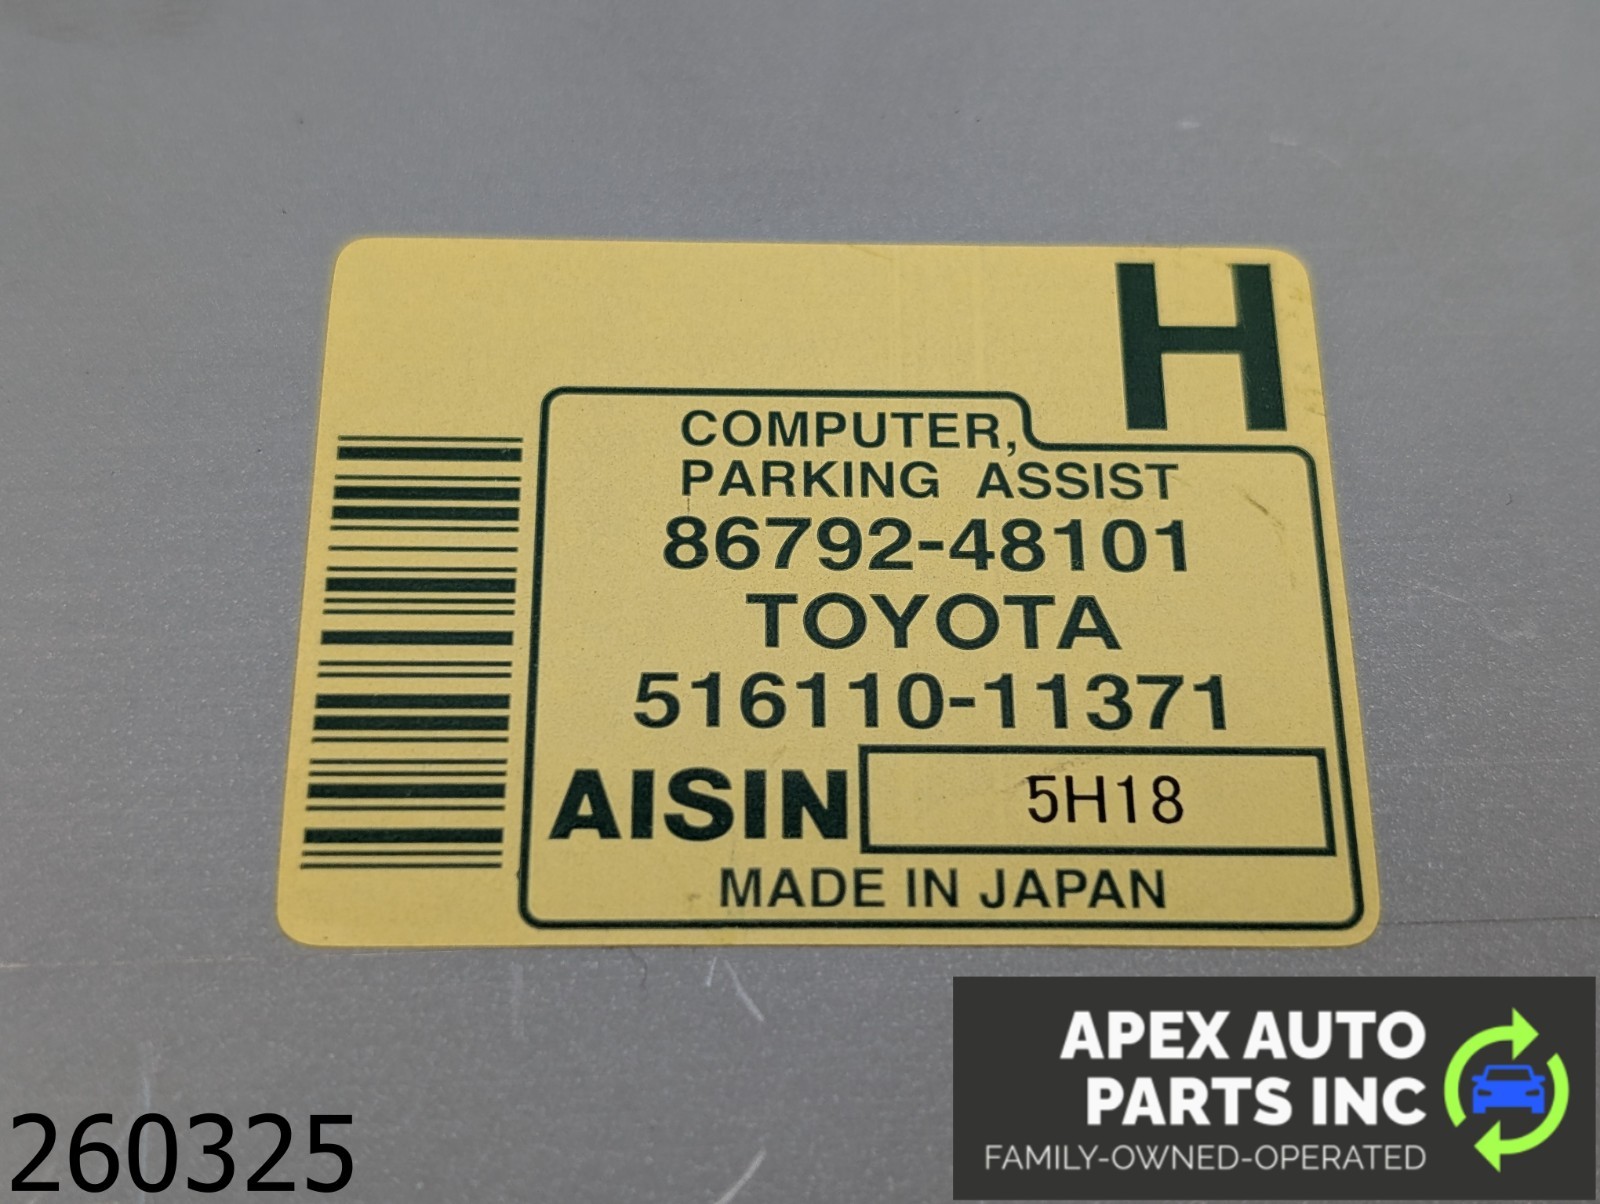 H
COMPUTER,
PARKING ASSIST
86792-48101
TOYOTA
516110-11371
AISIN 5H18
MADE IN JAPAN
APEX AUTO
PARTS INC
FAMILY-OWNED-OPERATED
260325